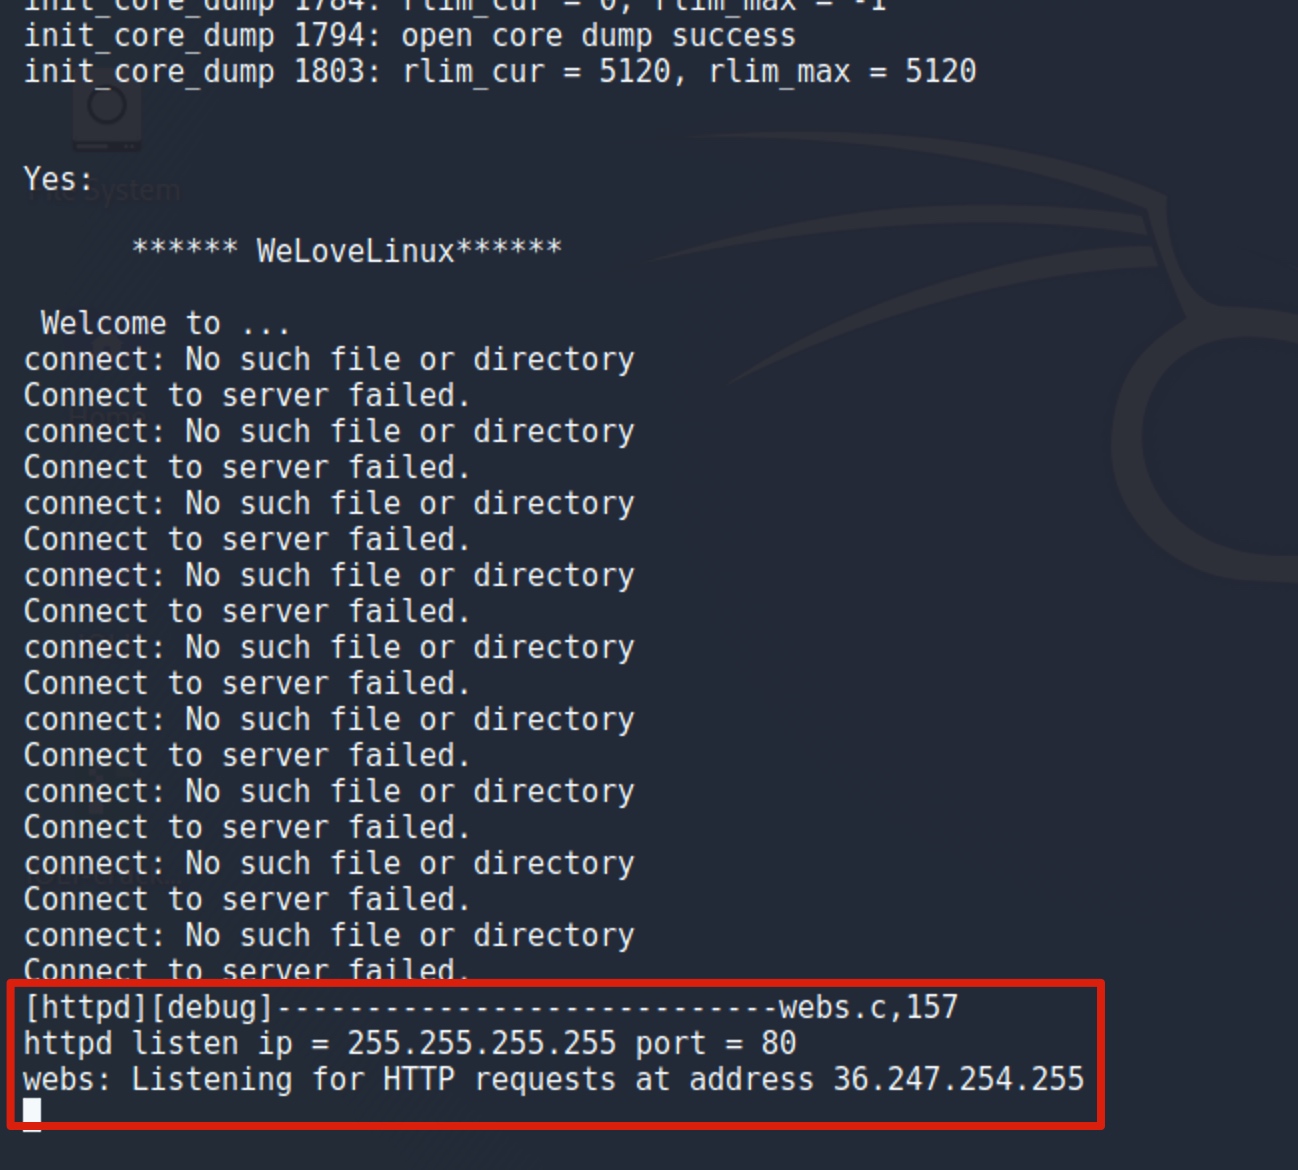 init_core_dump 1784: rlim_cur = 0, rlim_max = -1
init_core_dump 1794: open core dump success
init_core_dump 1803: rlim_cur = 5120, rlim_max = 5120
Yes:
File System
****** WeLoveLinux******
Welcome to ...
connect: No such file or directory
Connect to server failed.
Home
connect: No such file or directory
Connect to server failed.
connect: No such file or directory
Connect to server failed.
connect: No such file or directory
Connect to server failed.
connect: No such file or directory
Connect to server failed.
connect: No such file or directory
Connect to server failed.
connect: No such file or directory
Connect to server failed.
connect: No such file or directory
Connect to server failed.
connect: No such file or directory
Connect to server failed.
[httpd][debug]----------------------------webs.c,157
httpd listen ip = 255.255.255.255 port = 80
webs: Listening for HTTP requests at address 36.247.254.255